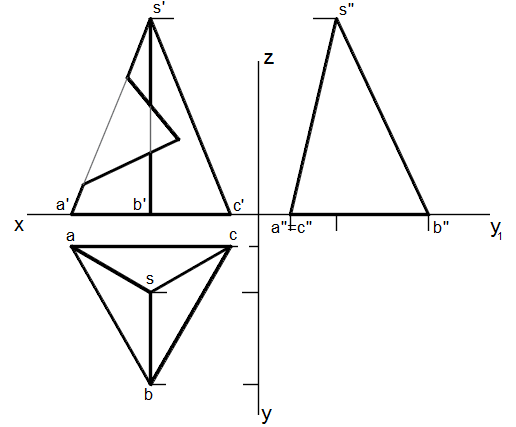 s' s"
z
a' b' c' a"=c" b"
x y₁
a c
s
b
y